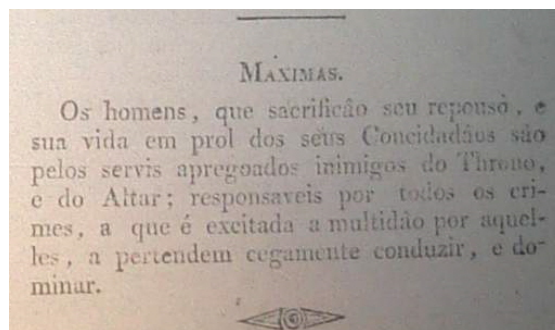 MAXIMAS.
Os homens, que sacrificão seu repouso, e
sua vida em prol dos seus Concidadãos são
pelos servis apregoados inimigos do Throno,
e do Altar; responsaveis por todos os cri-
mes, a que é excitada a multidão por aquel-
les, a pertendem cegamente conduzir, e do-
minar.